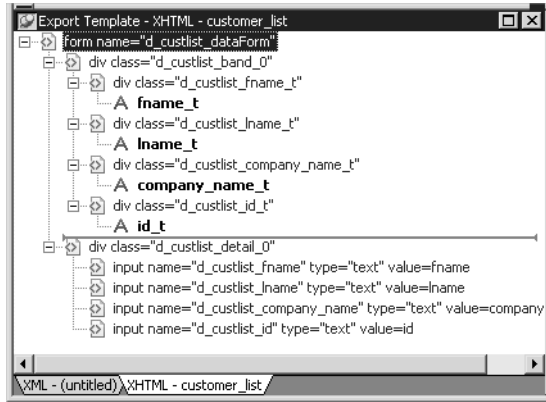 Export Template - XHTML - customer_list
form name="d_custlist_dataForm"
div class="d_custlist_band_0"
div class="d_custlist_fname_t"
fname_t
div class="d_custlist_lname_t"
lname_t
div class="d_custlist_company_name_t"
company_name_t
div class="d_custlist_id_t"
id_t
div class="d_custlist_detail_0"
input name="d_custlist_fname" type="text" value=fname
input name="d_custlist_lname" type="text" value=lname
input name="d_custlist_company_name" type="text" value=company
input name="d_custlist_id" type="text" value=id
XML - (untitled) XHTML - customer_list